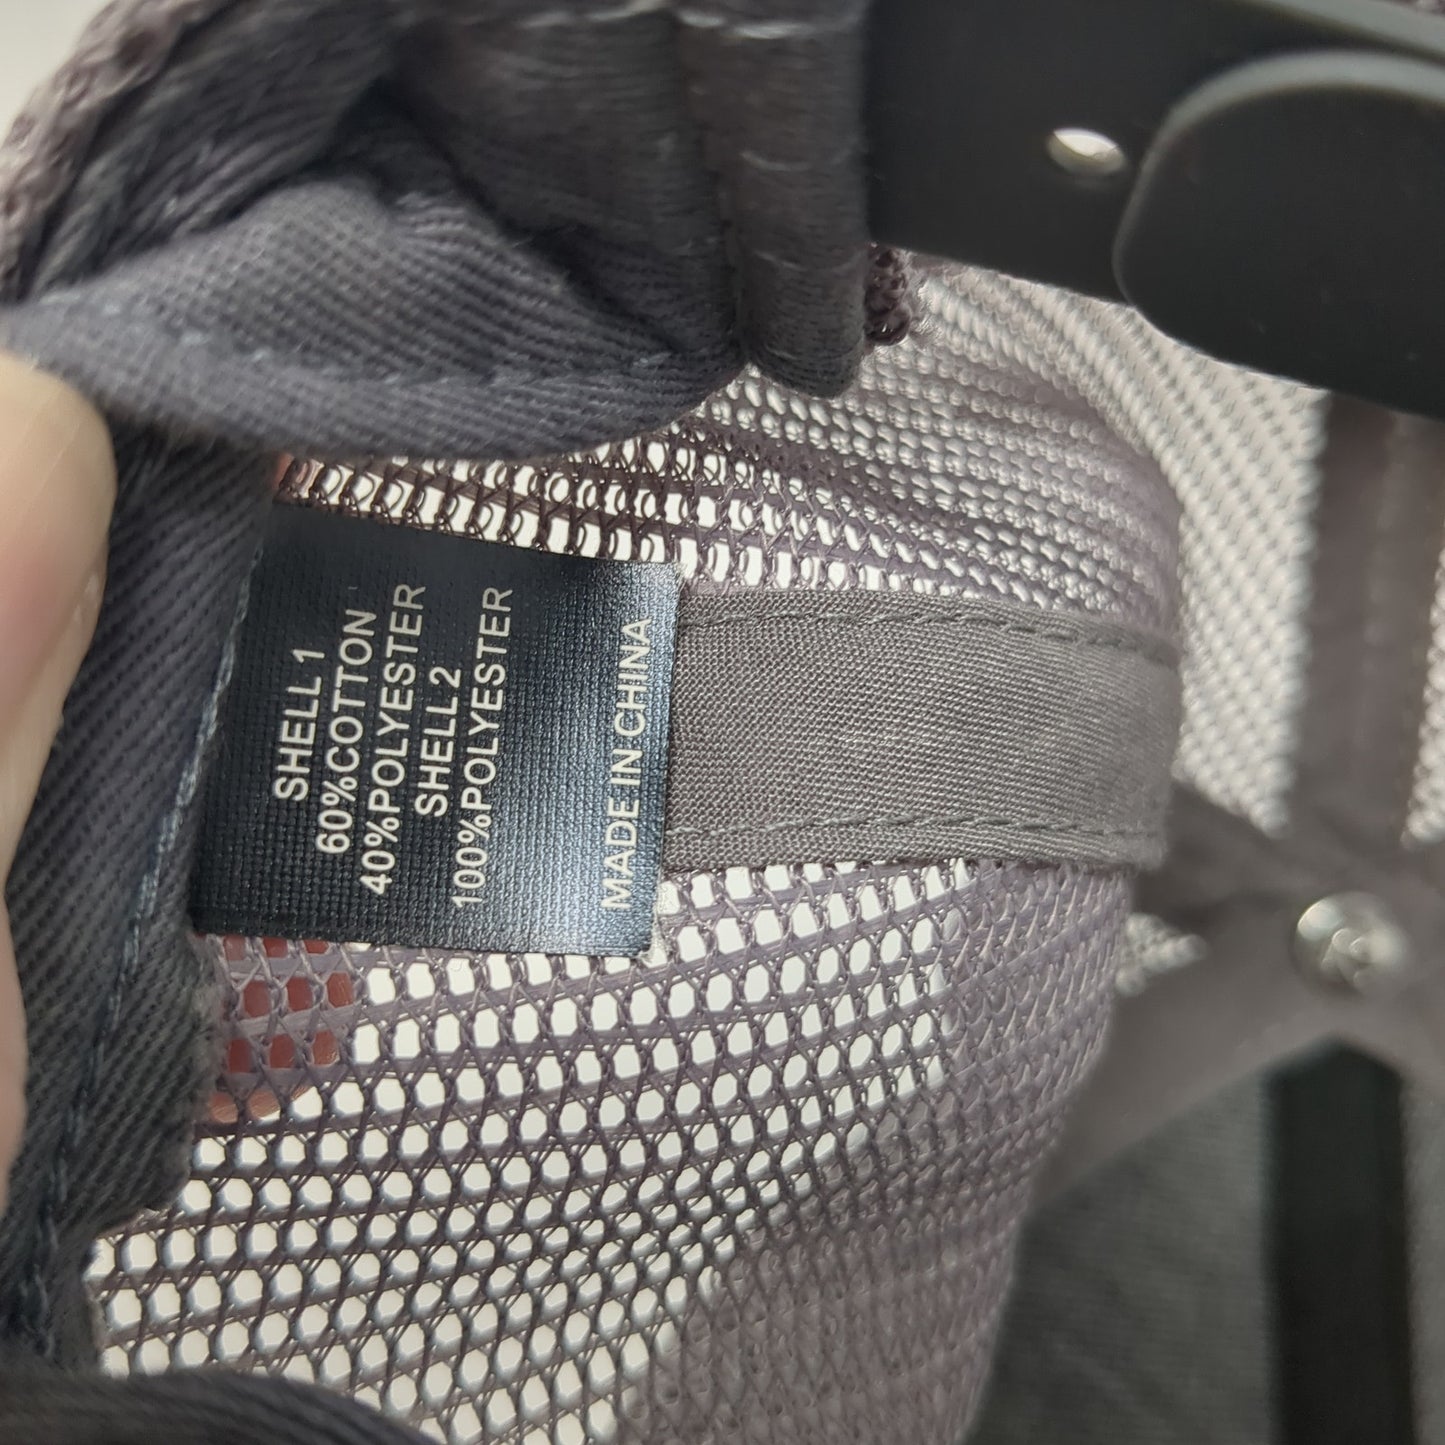 SHELL 1
60%COTTON
40%POLYESTER
SHELL 2
100%POLYESTER
MADE IN CHINA